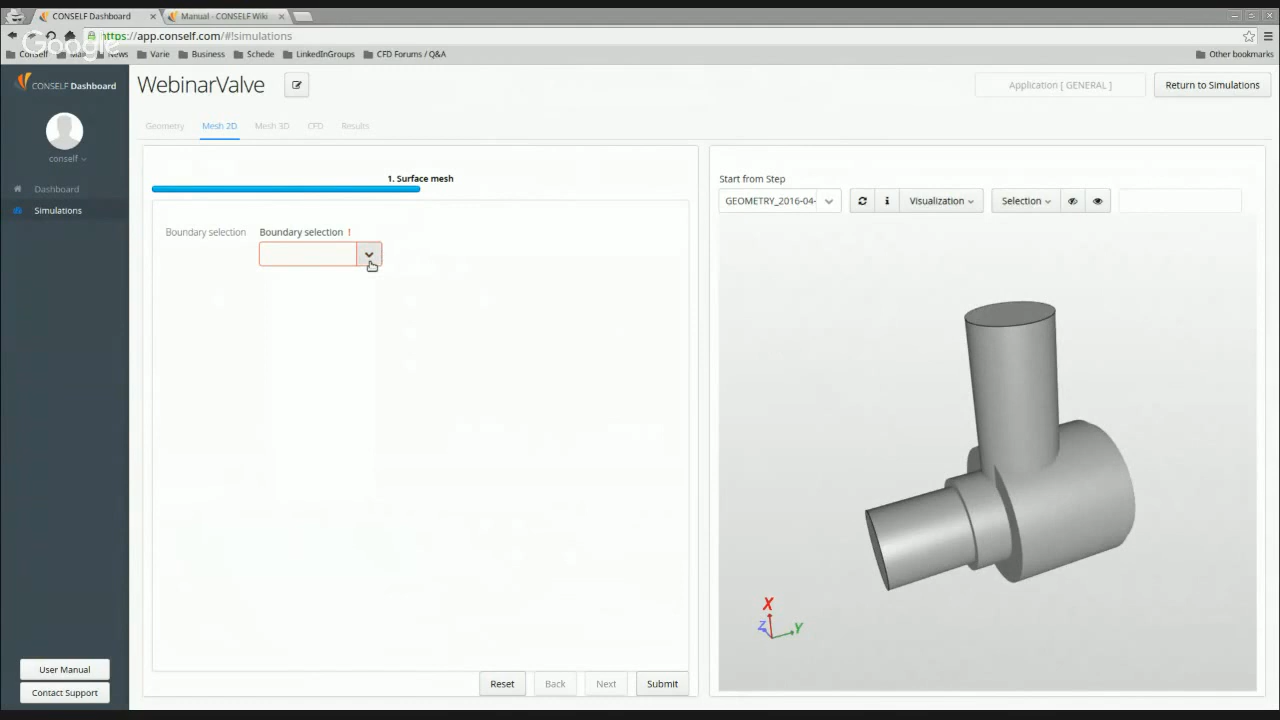 CONSELF Dashboard
Manual - CONSELF Wiki
https://app.conself.com/#!simulations
Google
Conself
News
Varie
Business
Schede
LinkedInGroups
CFD Forums / Q&A
Other bookmarks
CONSELF Dashboard
WebinarValve
Application [ GENERAL ]
Return to Simulations
Geometry
Mesh 2D
Mesh 3D
CFD
Results
conself
Dashboard
Simulations
1. Surface mesh
Start from Step
GEOMETRY_2016-04-
Visualization
Selection
Boundary selection
Boundary selection !
X
Z
Y
User Manual
Contact Support
Reset
Back
Next
Submit